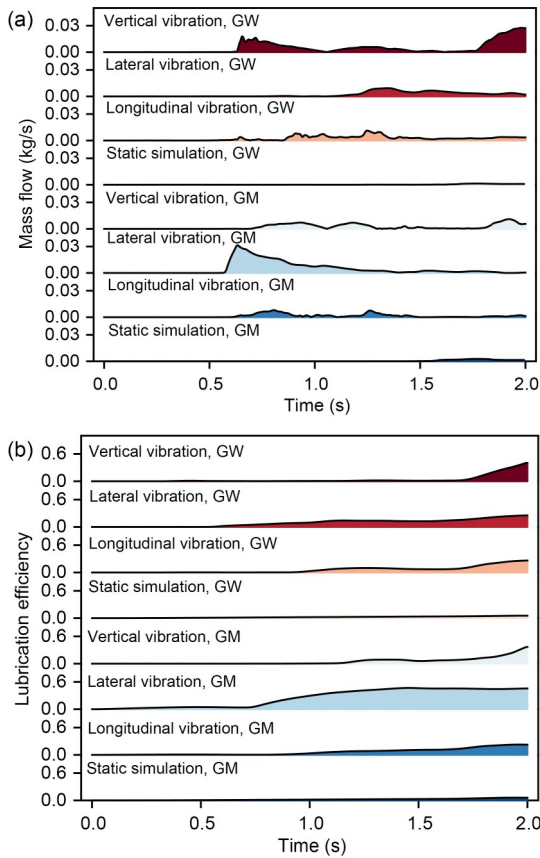 (a)
Mass flow (kg/s)
0.03
Vertical vibration, GW
0.00
0.03
Lateral vibration, GW
0.00
0.03
Longitudinal vibration, GW
0.00
0.03
Static simulation, GW
0.00
Vertical vibration, GM
0.03
0.00
Lateral vibration, GM
0.03
0.00
Longitudinal vibration, GM
0.03
0.00
Static simulation, GM
0.03
0.00
0.0 0.5 1.0 1.5 2.0
Time (s)
(b)
Lubrication efficiency
Vertical vibration, GW
0.6
0.0
Lateral vibration, GW
0.6
0.0
Longitudinal vibration, GW
0.6
0.0
Static simulation, GW
0.6
0.0
Vertical vibration, GM
0.6
0.0
Lateral vibration, GM
0.6
0.0
Longitudinal vibration, GM
0.6
0.0
Static simulation, GM
0.6
0.0
0.0 0.5 1.0 1.5 2.0
Time (s)